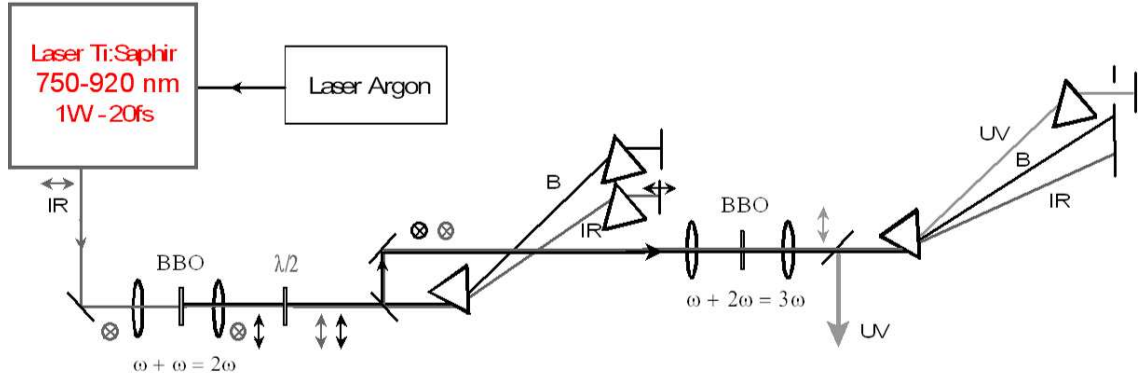 Laser Ti:Saphir
750-920 nm
1W - 20fs
Laser Argon
IR
BBO
λ/2
ω + ω = 2ω
B
IR
BBO
ω + 2ω = 3ω
UV
UV
B
IR